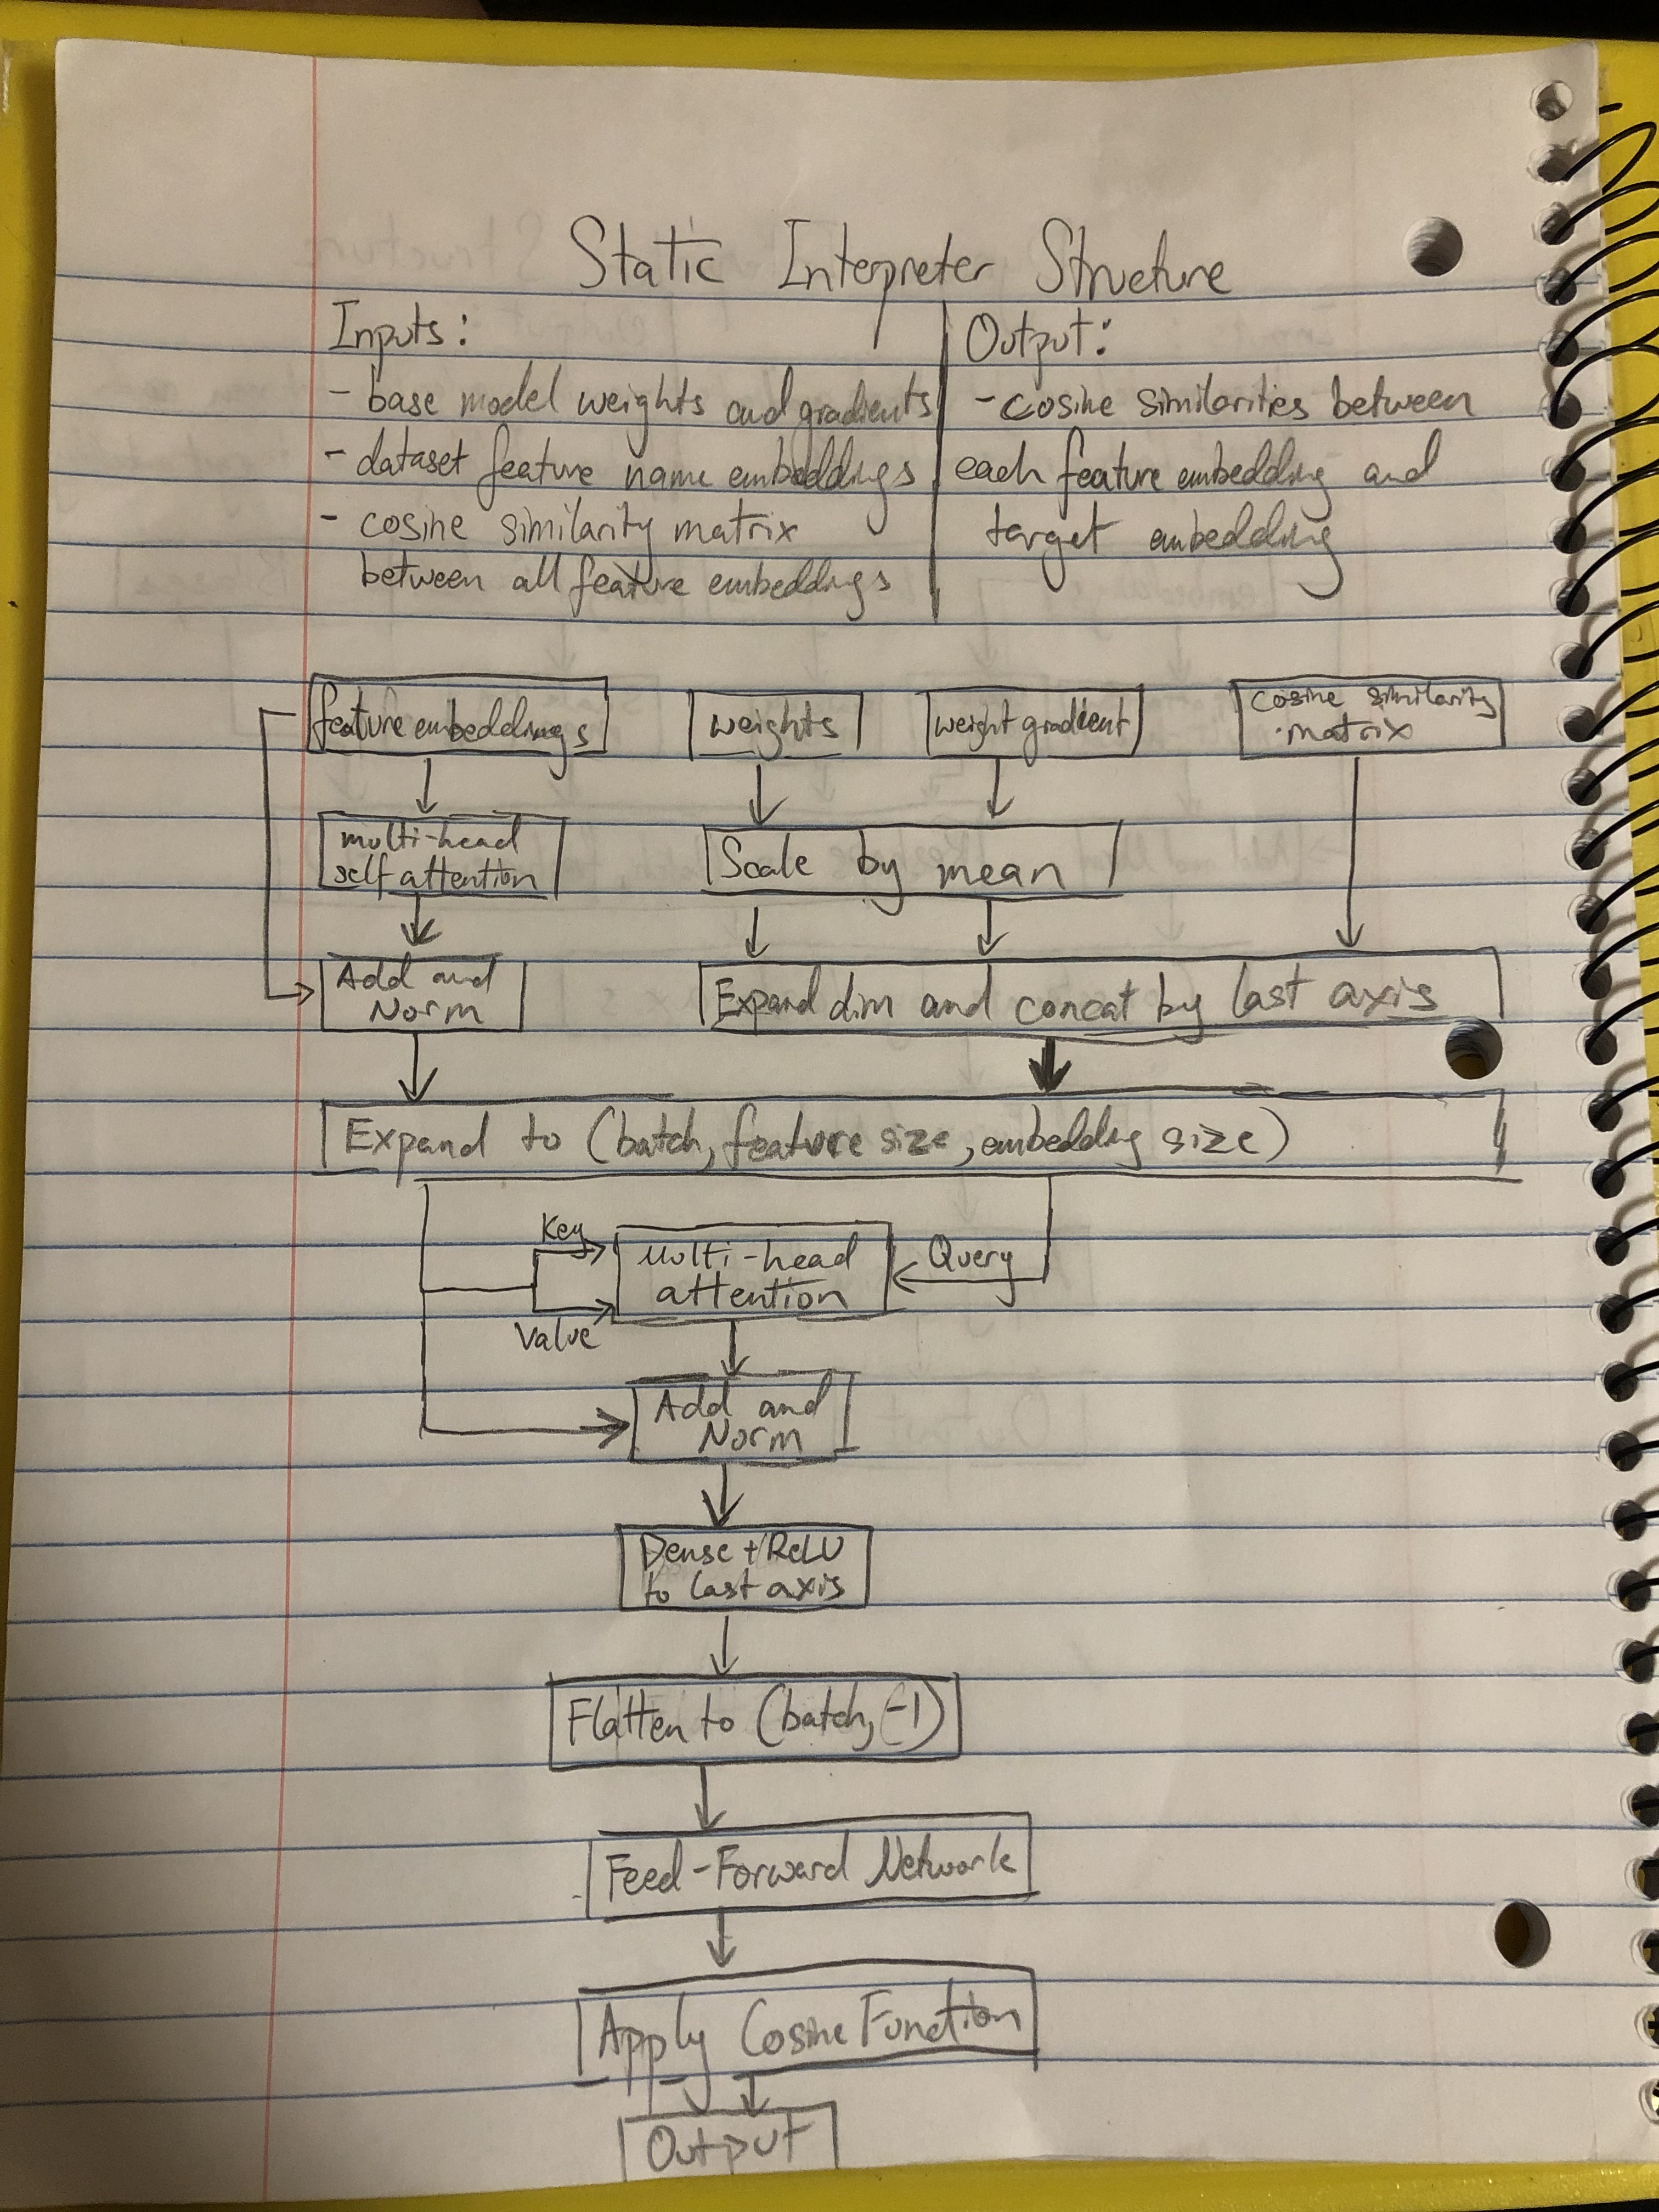 Static Interpreter Structure
Inputs:
- base model weights and gradients
- dataset feature name embeddings
- cosine similarity matrix
between all feature embeddings
Output:
- cosine similarities between
each feature embedding and
target embedding
feature embeddings
weights
weight gradient
cosine similarity
matrix
multi-head
self attention
Scale by mean
Add and
Norm
Expand dim and concat by last axis
Expand to (batch, feature size, embedding size)
Key
Multi-head
attention
Query
Value
Add and
Norm
Dense + ReLU
to last axis
Flatten to (batch, -1)
Feed-Forward Network
Apply Cosine Function
Output